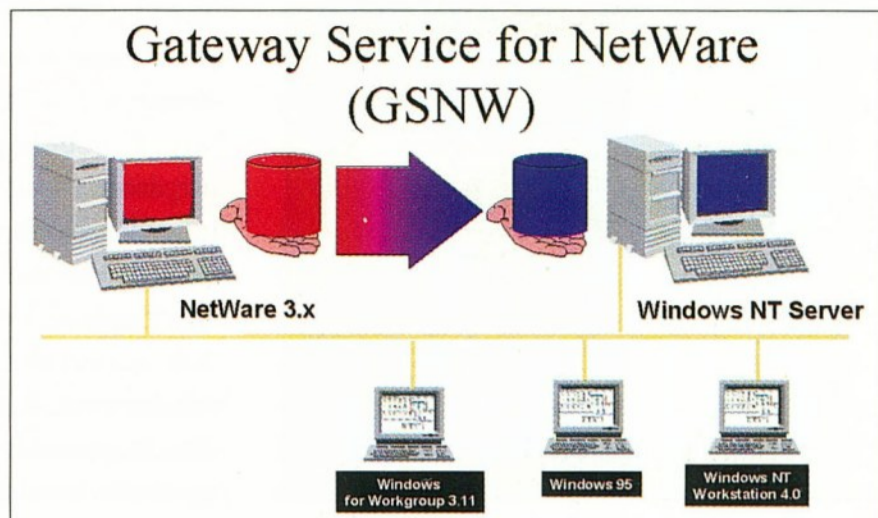 Gateway Service for NetWare
(GSNW)
NetWare 3.x
Windows NT Server
Windows
for Workgroup 3.11
Windows 95
Windows NT
Workstation 4.0